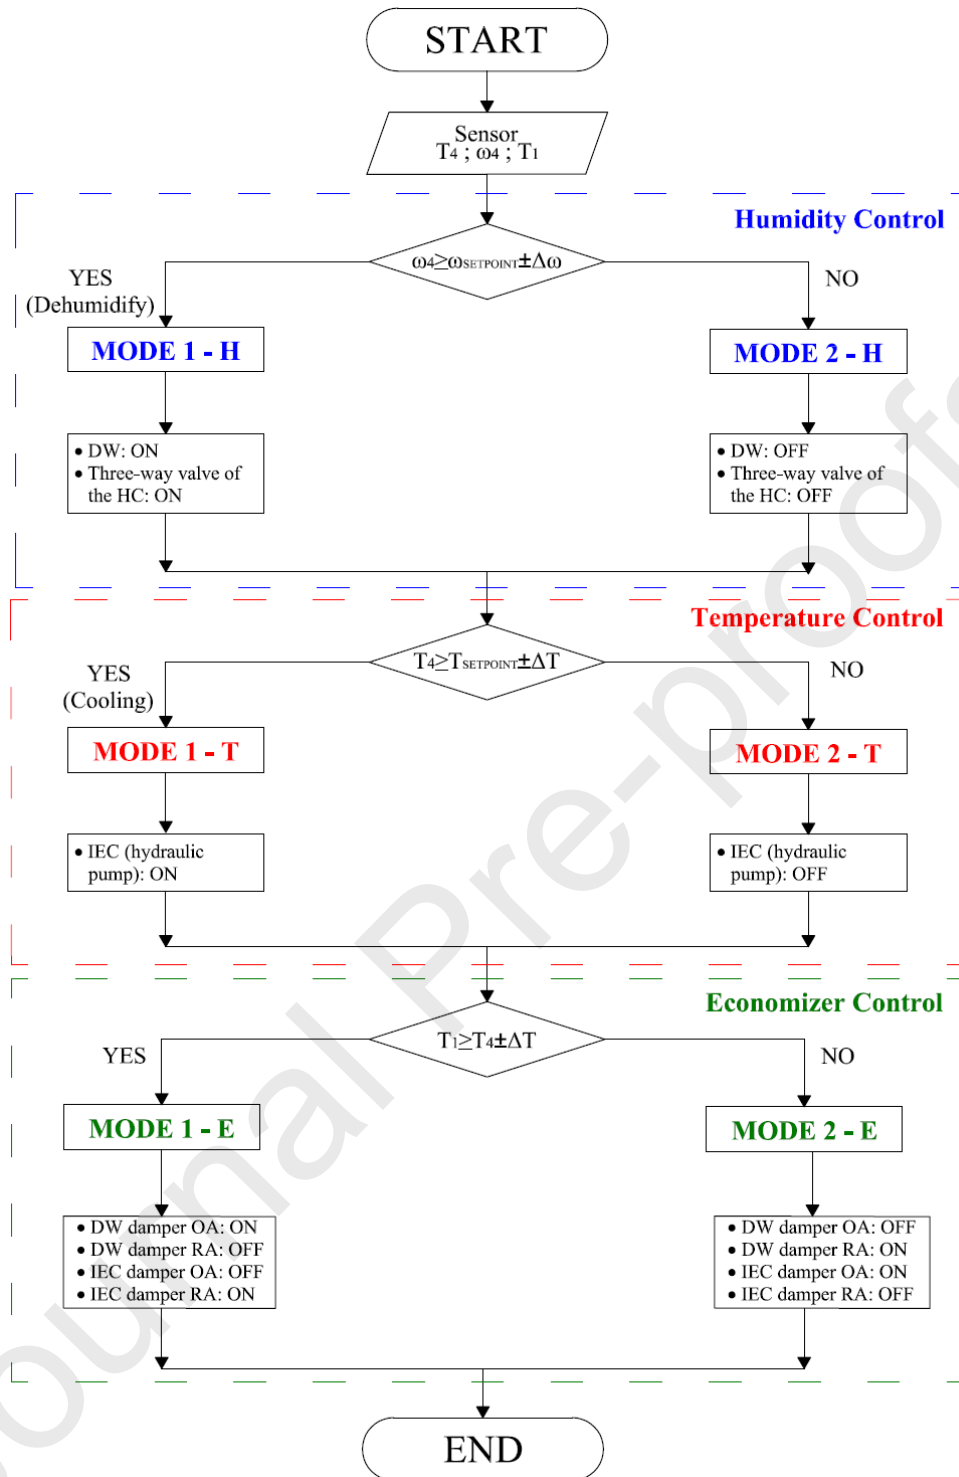 START
Sensor
T4 ; ω4 ; T1
Humidity Control
ω4≥ωSETPOINT±Δω
YES
(Dehumidify)
NO
MODE 1 - H
MODE 2 - H
• DW: ON
• Three-way valve of
the HC: ON
• DW: OFF
• Three-way valve of
the HC: OFF
Temperature Control
T4≥TSETPOINT±ΔT
YES
(Cooling)
NO
MODE 1 - T
MODE 2 - T
• IEC (hydraulic
pump): ON
• IEC (hydraulic
pump): OFF
Economizer Control
T1≥T4±ΔT
YES
NO
MODE 1 - E
MODE 2 - E
• DW damper OA: ON
• DW damper RA: OFF
• IEC damper OA: OFF
• IEC damper RA: ON
• DW damper OA: OFF
• DW damper RA: ON
• IEC damper OA: ON
• IEC damper RA: OFF
END
Journal Pre-proofs